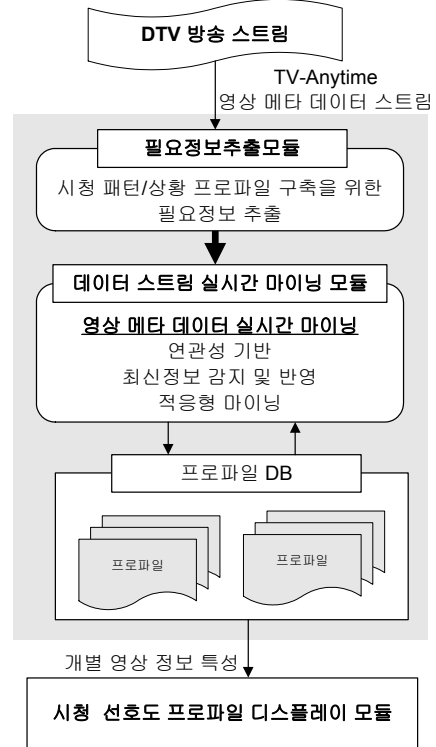 DTV 방송 스트림
TV-Anytime
영상 메타 데이터 스트림
필요정보추출모듈
시청 패턴/상황 프로파일 구축을 위한
필요정보 추출
데이터 스트림 실시간 마이닝 모듈
영상 메타 데이터 실시간 마이닝
연관성 기반
최신정보 감지 및 반영
적응형 마이닝
프로파일 DB
프로파일
프로파일
개별 영상 정보 특성
시청 선호도 프로파일 디스플레이 모듈